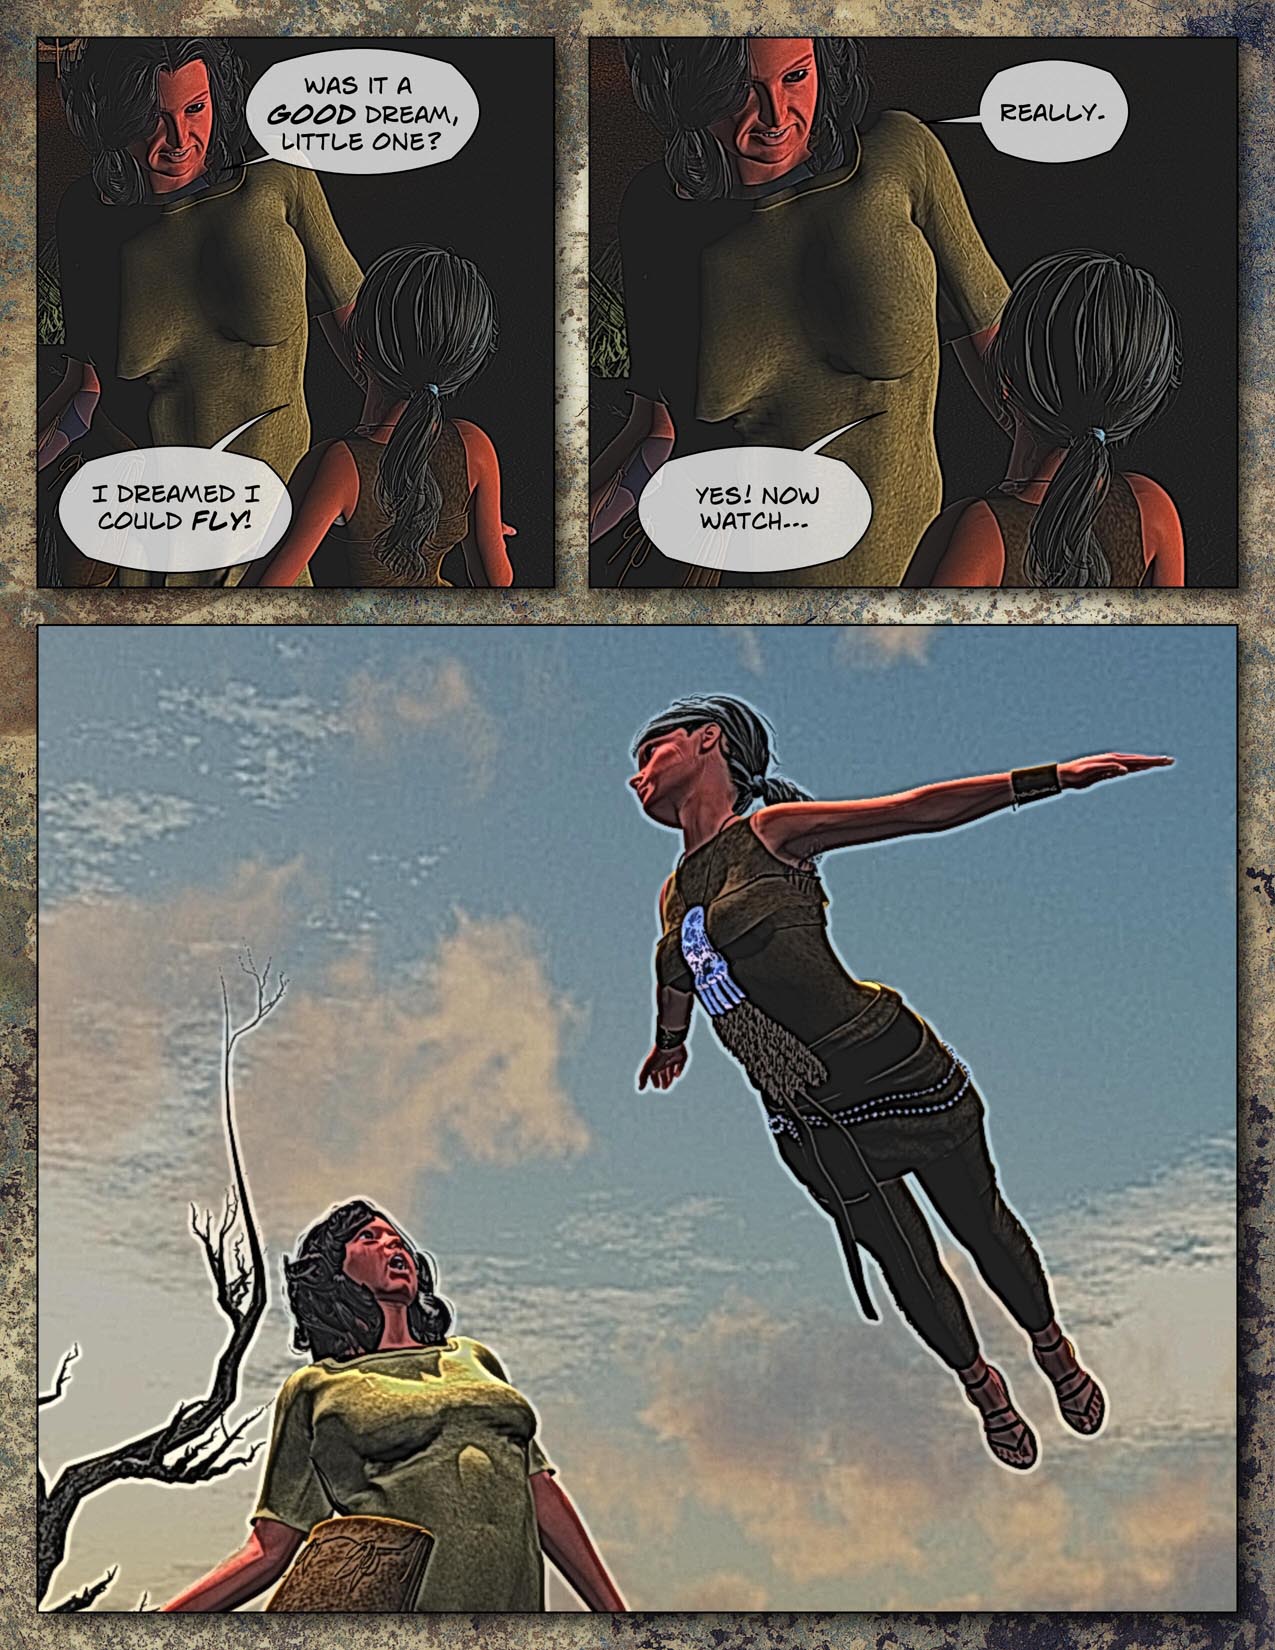 WAS IT A
GOOD DREAM,
LITTLE ONE?
I DREAMED I
COULD FLY!
REALLY.
YES! NOW
WATCH...